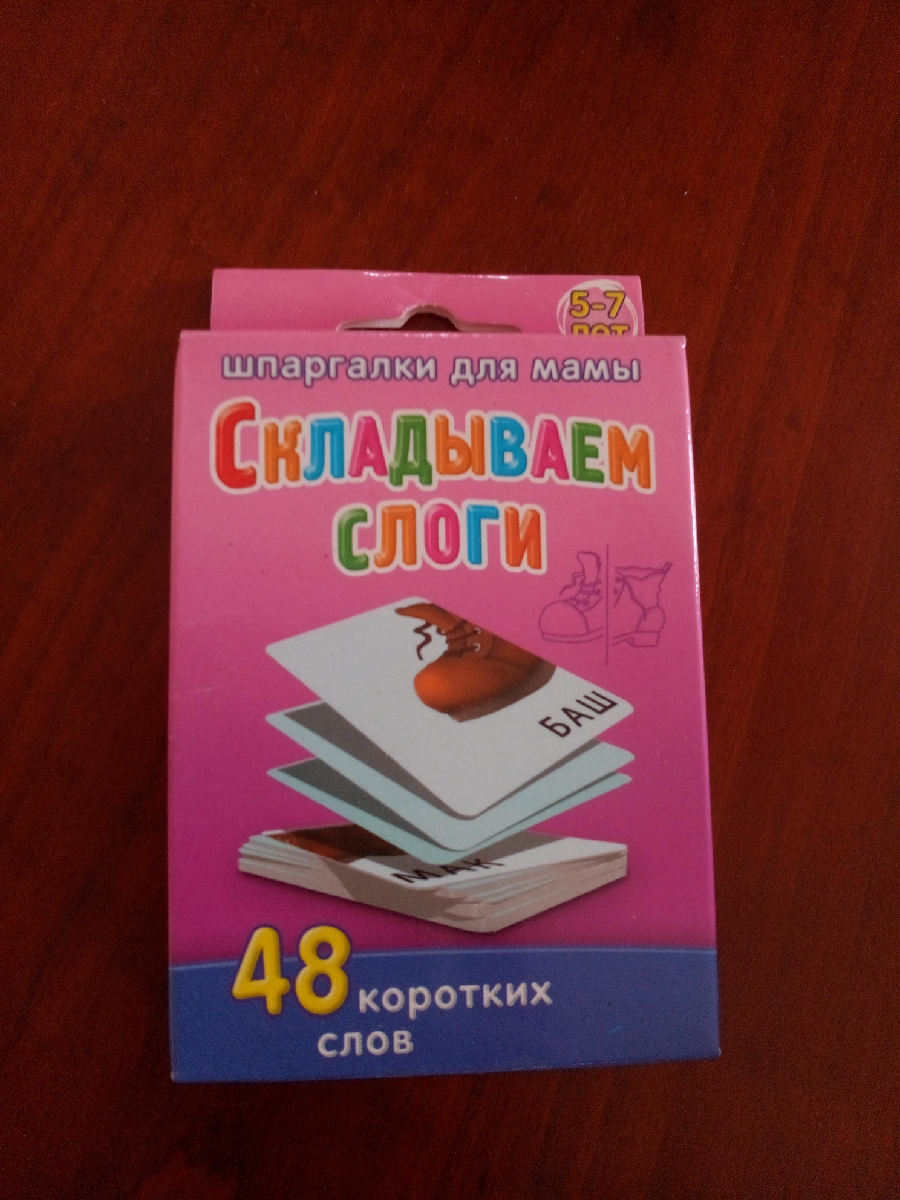 5-7
лет
шпаргалки для мамы
Складываем
слоги
БАШ
МАК
48 коротких
слов